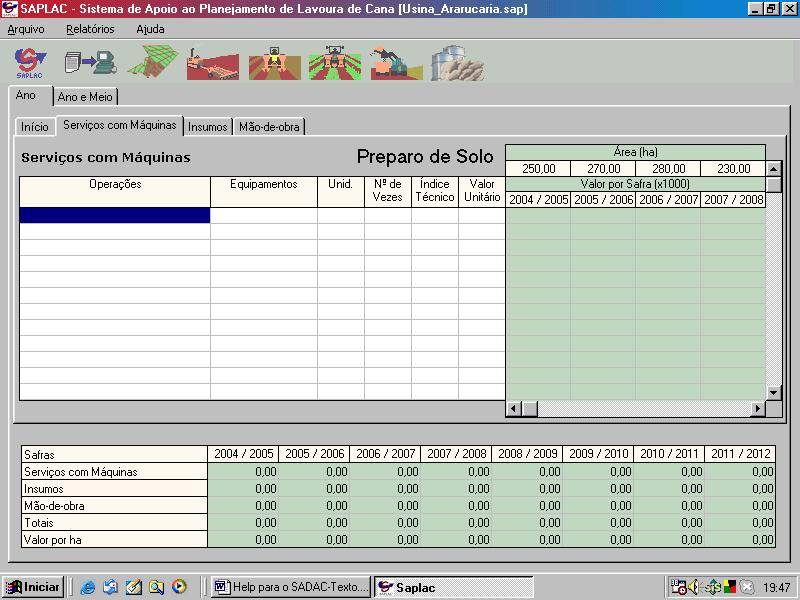 SAPLAC - Sistema de Apoio ao Planejamento de Lavoura de Cana [Usina_Araucaria.sap]
Arquivo Relatórios Ajuda
SAPLAC
Ano Ano e Meio
Início Serviços com Máquinas Insumos Mão-de-obra
Serviços com Máquinas Preparo de Solo Área (ha)
250,00 270,00 280,00 230,00
Operações Equipamentos Unid. Nº de Vezes Índice Técnico Valor Unitário Valor por Safra (x1000)
2004 / 2005 2005 / 2006 2006 / 2007 2007 / 2008
Safras 2004 / 2005 2005 / 2006 2006 / 2007 2007 / 2008 2008 / 2009 2009 / 2010 2010 / 2011 2011 / 2012
Serviços com Máquinas 0,00 0,00 0,00 0,00 0,00 0,00 0,00 0,00
Insumos 0,00 0,00 0,00 0,00 0,00 0,00 0,00 0,00
Mão-de-obra 0,00 0,00 0,00 0,00 0,00 0,00 0,00 0,00
Totais 0,00 0,00 0,00 0,00 0,00 0,00 0,00 0,00
Valor por ha 0,00 0,00 0,00 0,00 0,00 0,00 0,00 0,00
Iniciar Help para o SADAC-Texto.... Saplac sis 19:47